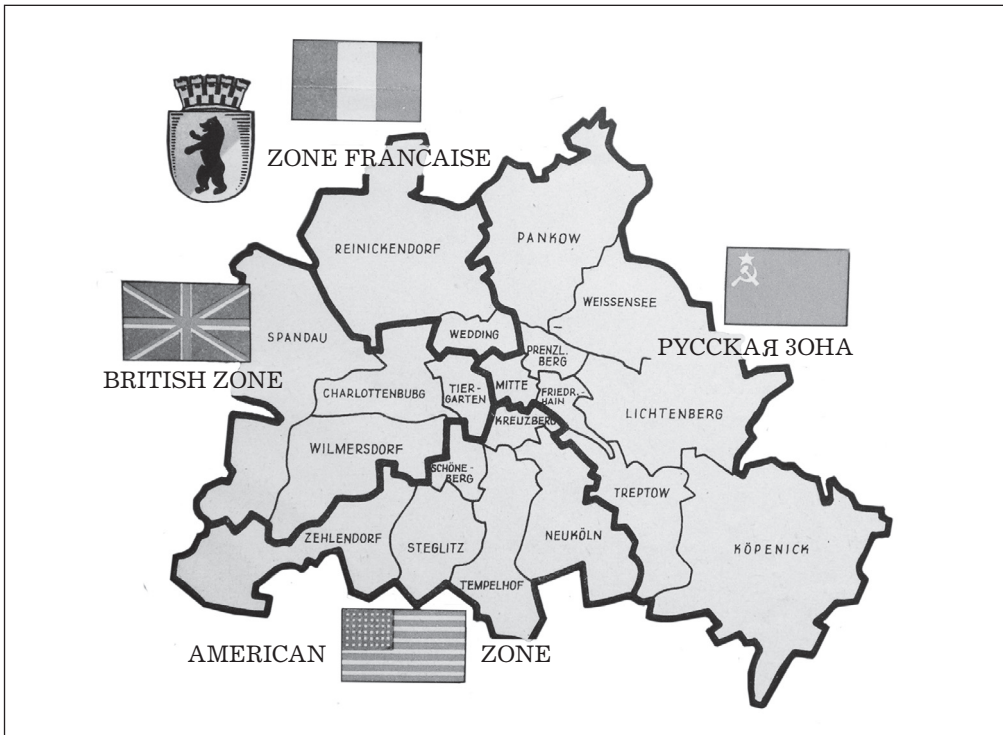 ZONE FRANCAISE
REINICKENDORF
PANKOW
WEISSENSEE
SPANDAU
WEDDING
PRENZL.
BERG
РУССКАЯ ЗОНА
BRITISH ZONE
CHARLOTTENBUBG
TIER-
GARTEN
MITTE
FRIEDR.-
HAIN
LICHTENBERG
KREUZBERG
WILMERSDORF
SCHÖNE-
BERG
TREPTOW
ZEHLENDORF
STEGLITZ
NEUKÖLN
KÖPENICK
TEMPELHOF
AMERICAN ZONE